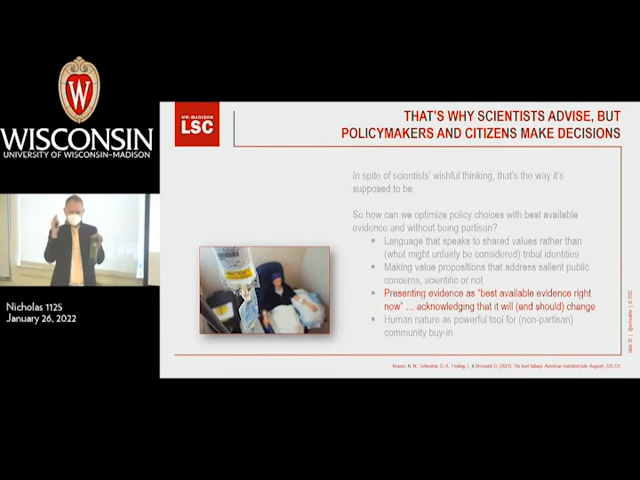 W
WISCONSIN
UNIVERSITY OF WISCONSIN–MADISON
Nicholas 1125
January 26, 2022
UW-MADISON
LSC
THAT'S WHY SCIENTISTS ADVISE, BUT
POLICYMAKERS AND CITIZENS MAKE DECISIONS
In spite of scientists' wishful thinking, that's the way it's
supposed to be.
So how can we optimize policy choices with best available
evidence and without being partisan?
Language that speaks to shared values rather than
(what might unfairly be considered) tribal identities
Making value propositions that address salient public
concerns, scientific or not
Presenting evidence as "best available evidence right
now" … acknowledging that it will (and should) change
Human nature as powerful tool for (non-partisan)
community buy-in
American Scientist